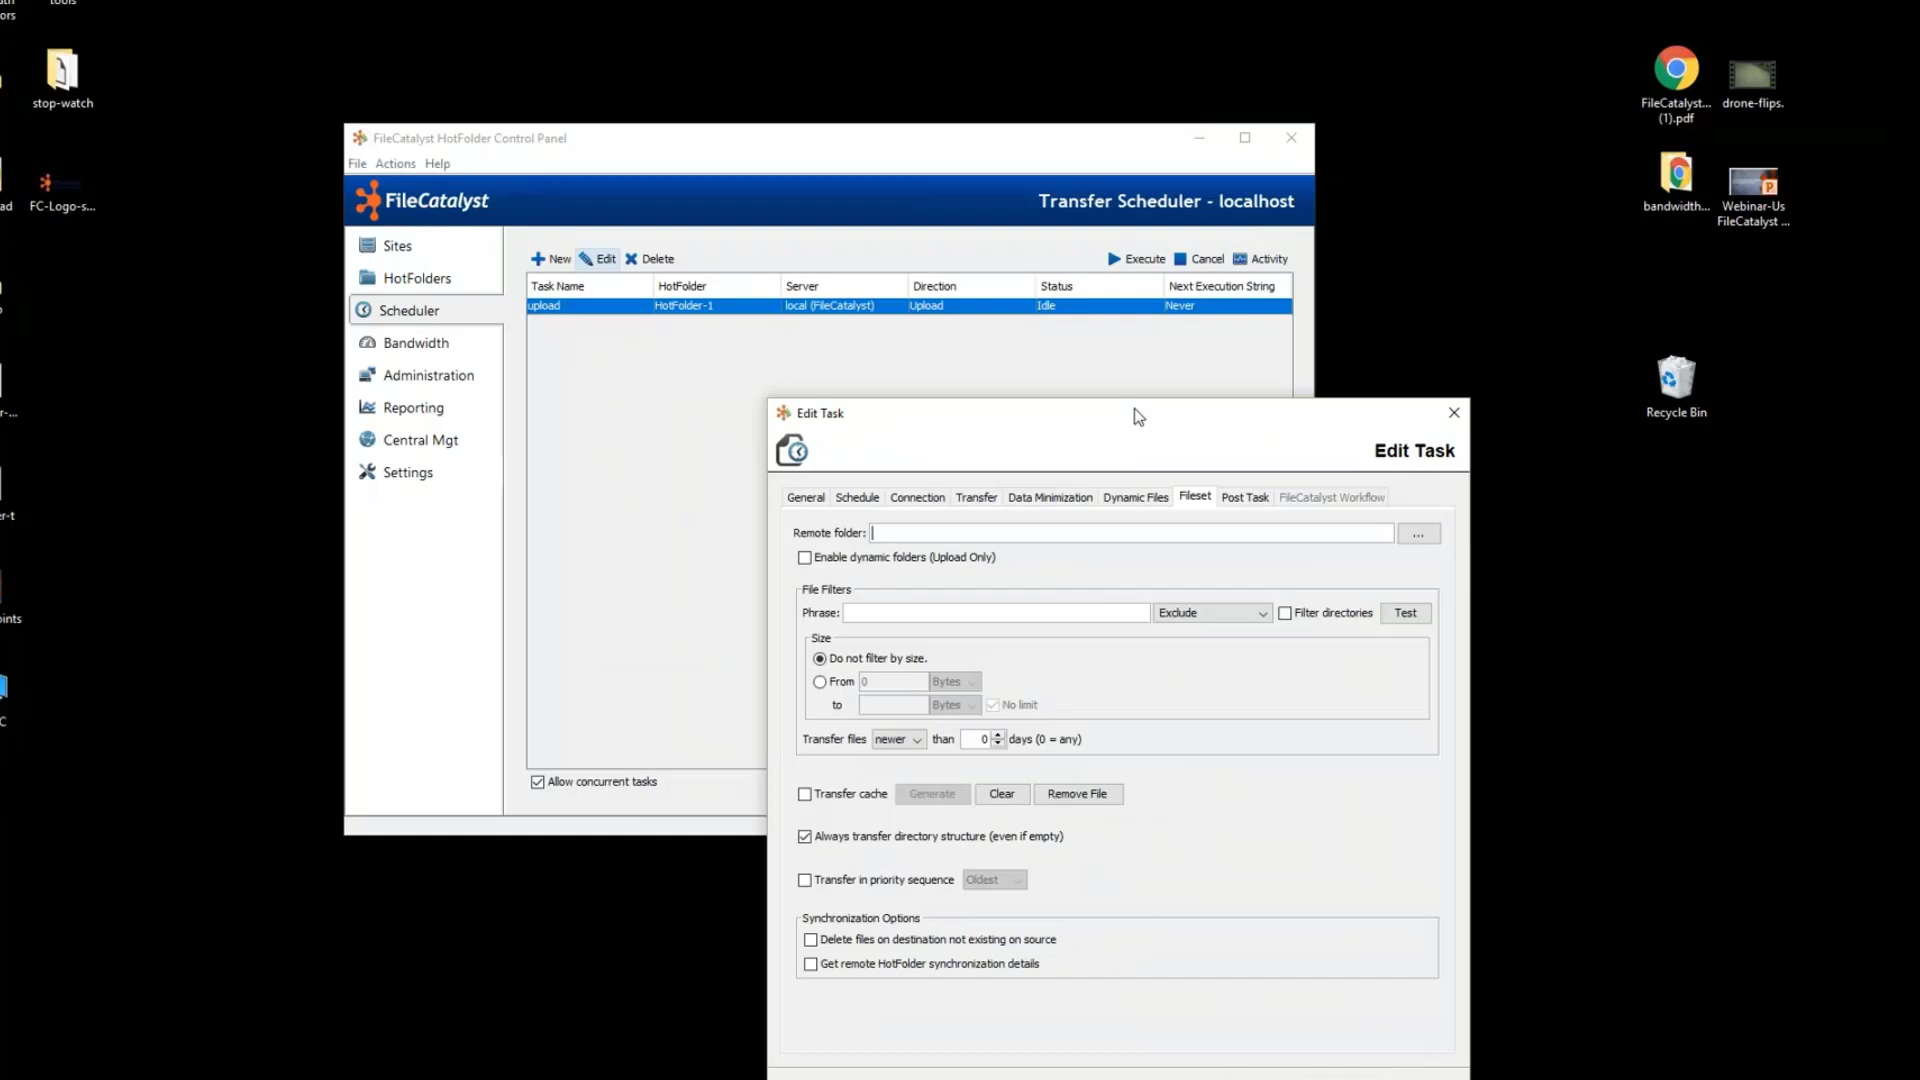 ors
tools
stop-watch
ad
FC-Logo-s...
er-t
oints
C
FileCatalyst...
(1).pdf
drone-flips.
bandwidth...
Webinar-Us
FileCatalyst ...
Recycle Bin
FileCatalyst HotFolder Control Panel
File Actions Help
FileCatalyst
Transfer Scheduler - localhost
Sites
HotFolders
Scheduler
Bandwidth
Administration
Reporting
Central Mgt
Settings
New Edit Delete
Execute Cancel Activity
Task Name HotFolder Server Direction Status Next Execution String
upload HotFolder-1 local (FileCatalyst) Upload Idle Never
Allow concurrent tasks
Edit Task
Edit Task
General Schedule Connection Transfer Data Minimization Dynamic Files Fileset Post Task FileCatalyst Workflow
Remote folder: ...
Enable dynamic folders (Upload Only)
File Filters
Phrase: Exclude Filter directories Test
Size
Do not filter by size.
From 0 Bytes
to Bytes No limit
Transfer files newer than 0 days (0 = any)
Transfer cache Generate Clear Remove File
Always transfer directory structure (even if empty)
Transfer in priority sequence Oldest
Synchronization Options
Delete files on destination not existing on source
Get remote HotFolder synchronization details